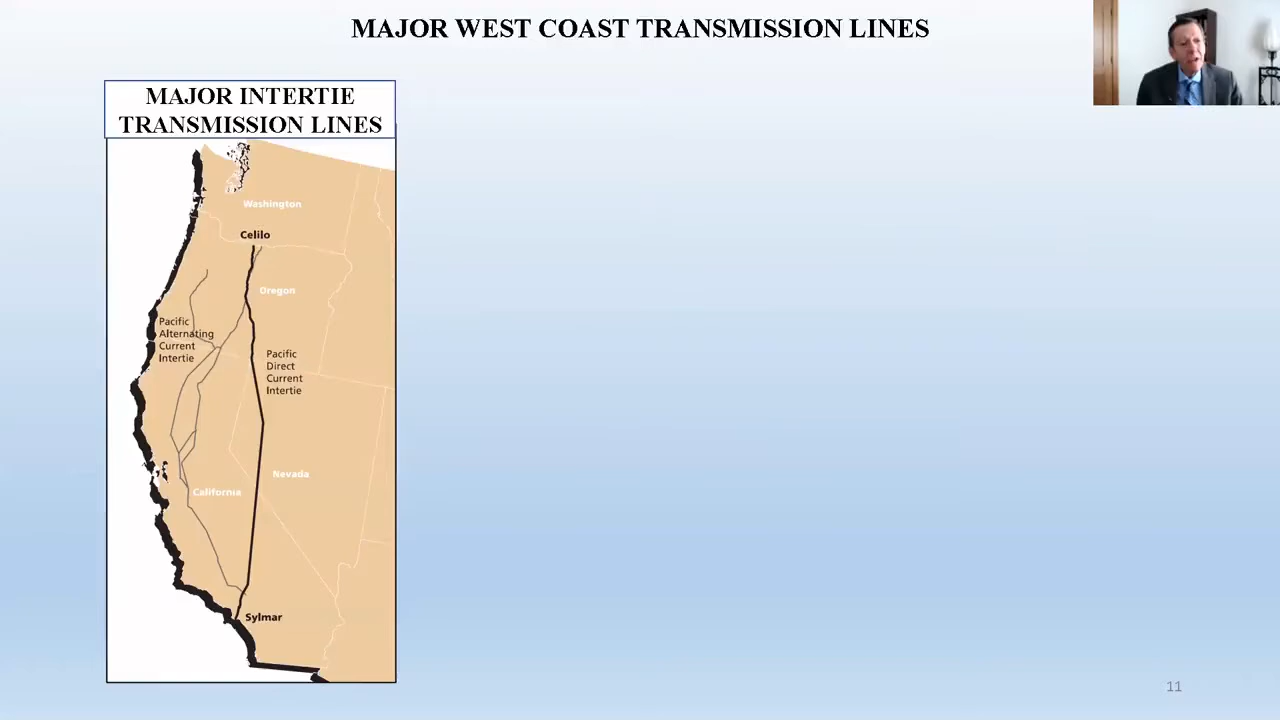 MAJOR WEST COAST TRANSMISSION LINES
MAJOR INTERTIE
TRANSMISSION LINES
Washington
Celilo
Oregon
Pacific
Alternating
Current
Intertie
Pacific
Direct
Current
Intertie
Nevada
California
Sylmar
11